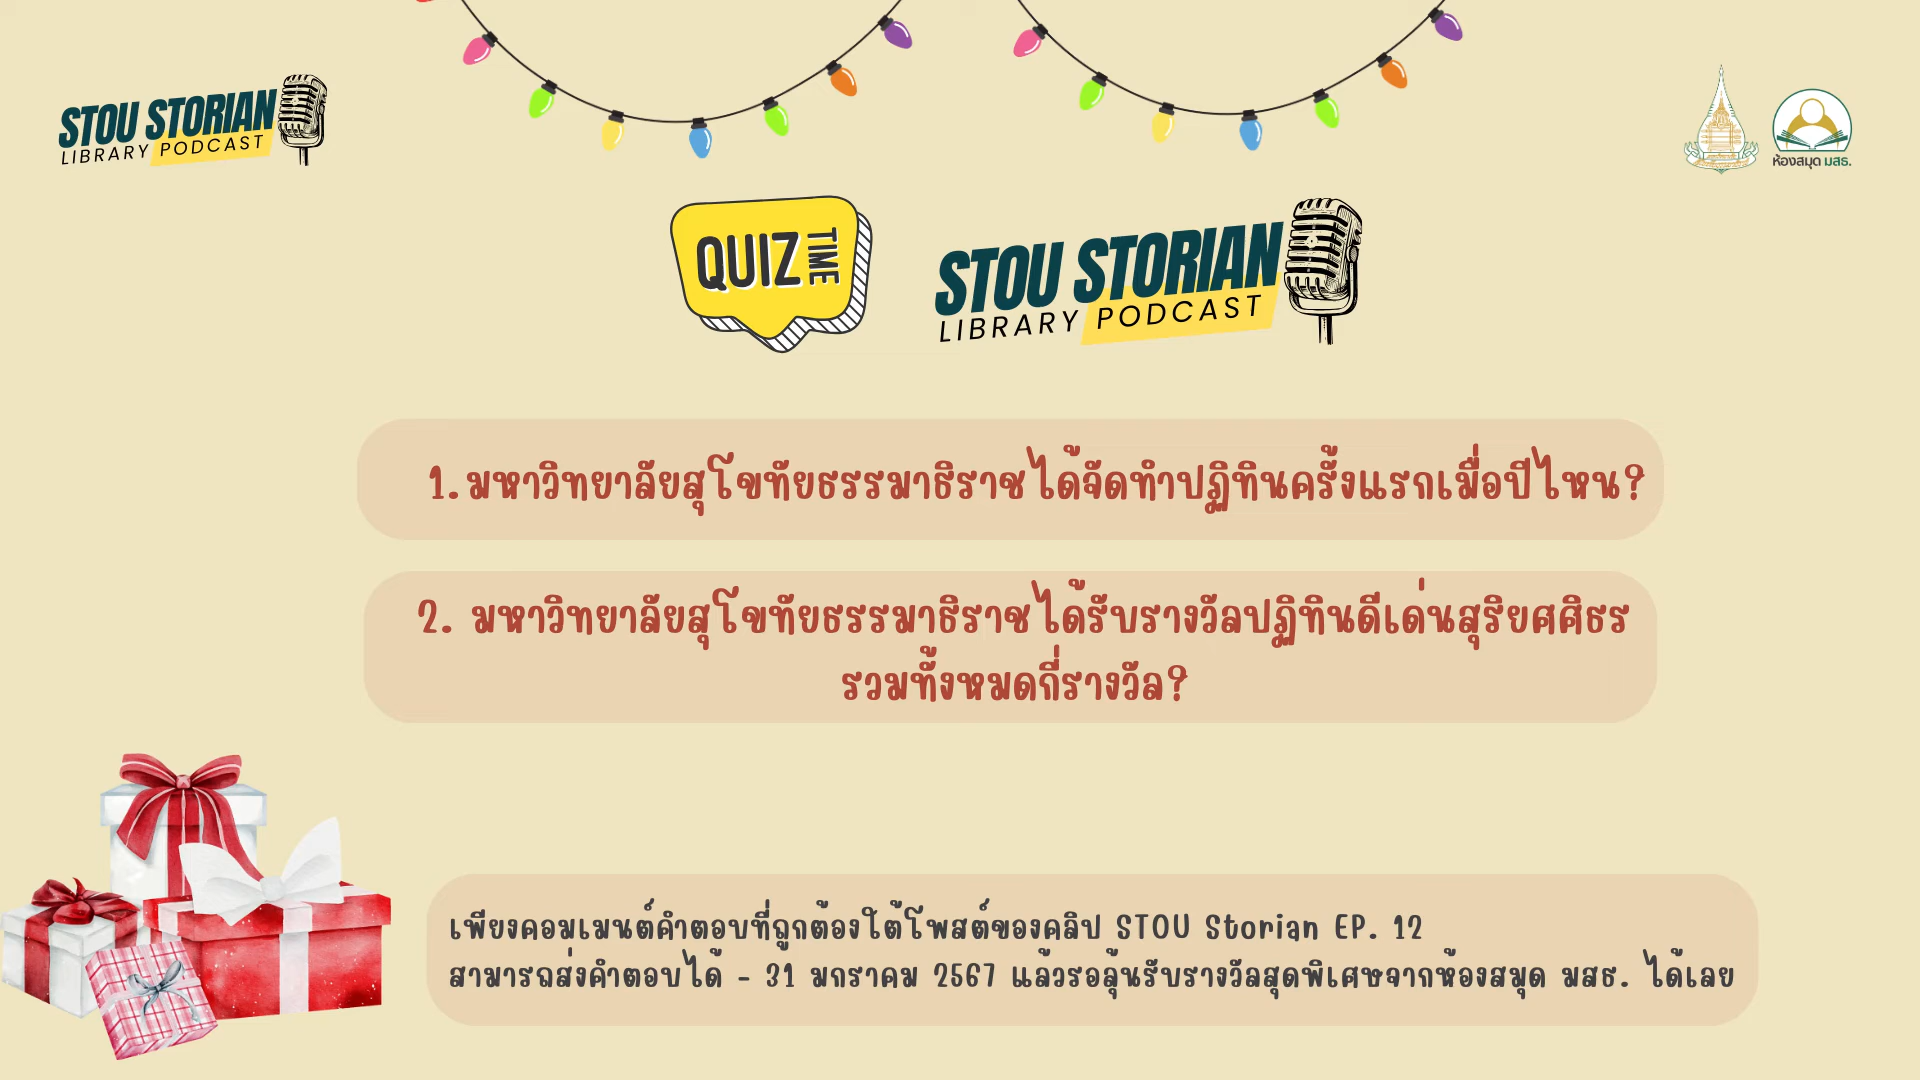 STOU STORIAN
LIBRARY PODCAST
ห้องสมุด มสธ.
QUIZ TIME
STOU STORIAN
LIBRARY PODCAST
1. มหาวิทยาลัยสุโขทัยธรรมาธิราชได้จัดทำปฏิทินครั้งแรกเมื่อปีไหน?
2. มหาวิทยาลัยสุโขทัยธรรมาธิราชได้รับรางวัลปฏิทินดีเด่นสุริยศศิธร
รวมทั้งหมดกี่รางวัล?
เพียงคอมเมนต์คำตอบที่ถูกต้องใต้โพสต์ของคลิป STOU Storian EP. 12
สามารถส่งคำตอบได้ - 31 มกราคม 2567 แล้วรอลุ้นรับรางวัลสุดพิเศษจากห้องสมุด มสธ. ได้เลย